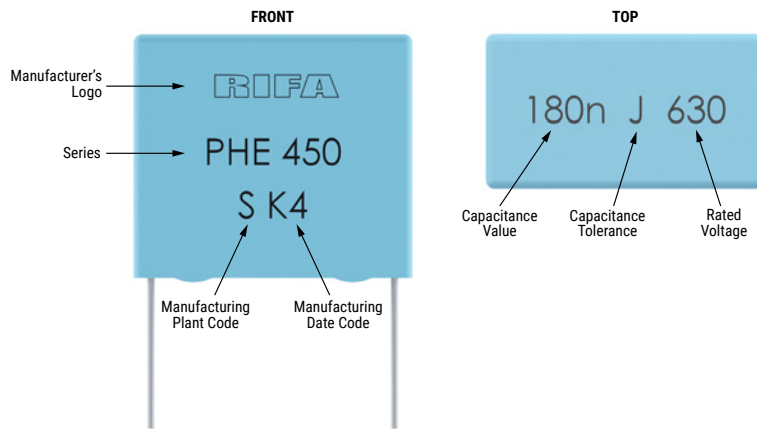 FRONT
Manufacturer's
Logo
RIFA
Series
PHE 450
S K4
Manufacturing
Plant Code
Manufacturing
Date Code
TOP
180n J 630
Capacitance
Value
Capacitance
Tolerance
Rated
Voltage